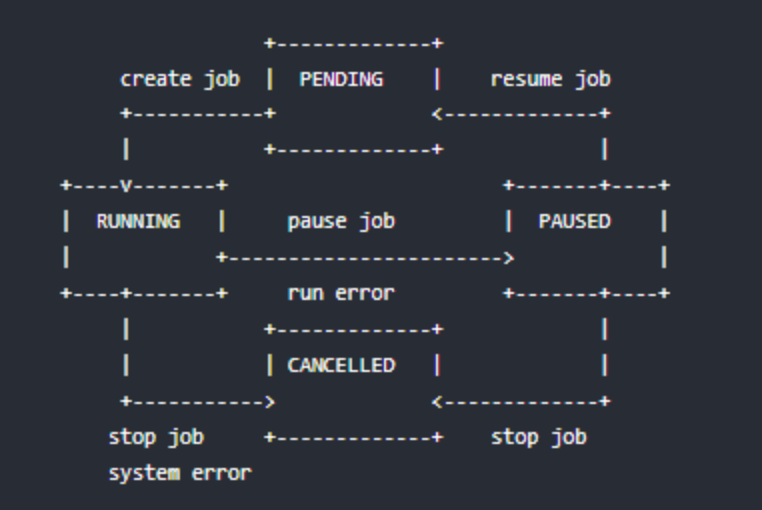 +-------------+
     create job  |  PENDING    |    resume job
     +-----------+             <-------------+
     |           +-------------+             |
+----v-------+                       +-------+----+
|  RUNNING   |     pause job         |  PAUSED    |
|            +----------------------->            |
+----+-------+     run error         +-------+----+
     |           +-------------+             |
     |           | CANCELLED   |             |
     +----------->             <-------------+
    stop job     +-------------+    stop job
    system error